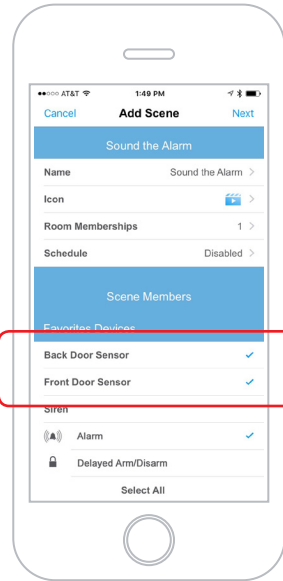 AT&T 1:49 PM
Cancel Add Scene Next
Sound the Alarm
Name Sound the Alarm
Icon
Room Memberships 1
Schedule Disabled
Scene Members
Favorites Devices
Back Door Sensor
Front Door Sensor
Siren
Alarm
Delayed Arm/Disarm
Select All